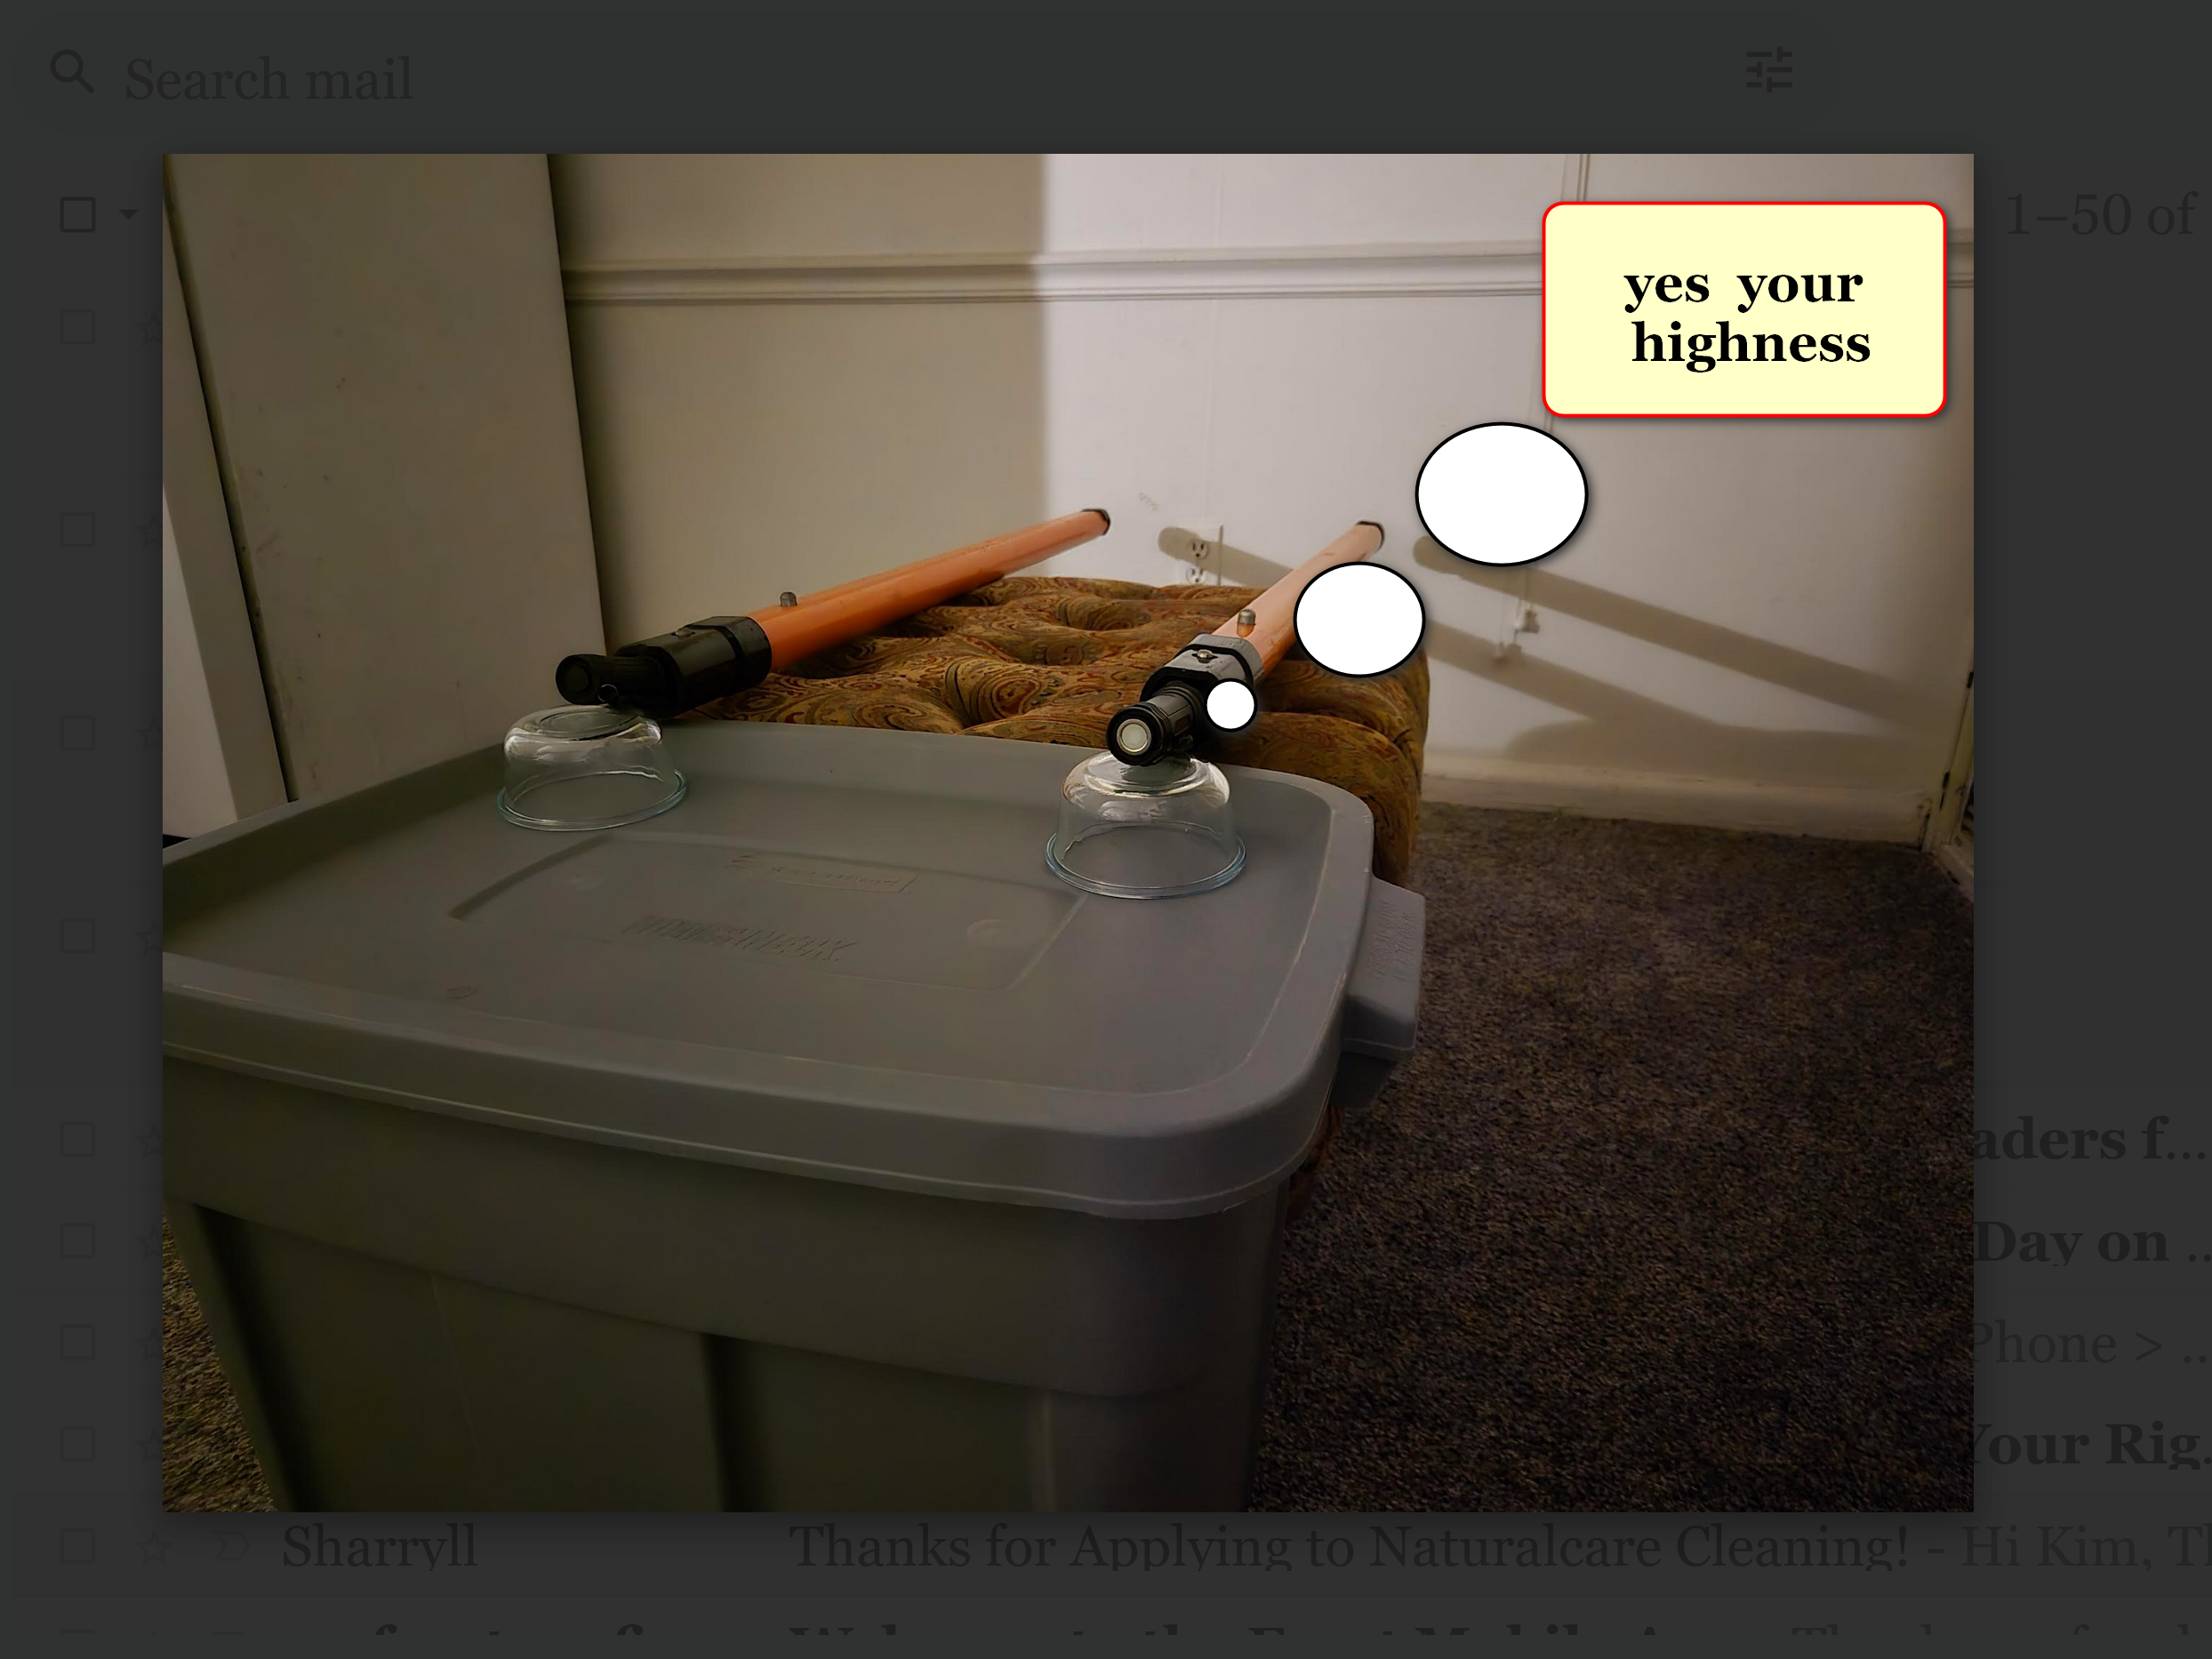 Search mail
1–50 of
yes your
highness
aders f...
Day on ...
Phone > ...
Your Rig.
Sharryll Thanks for Applying to Naturalcare Cleaning! - Hi Kim, Th